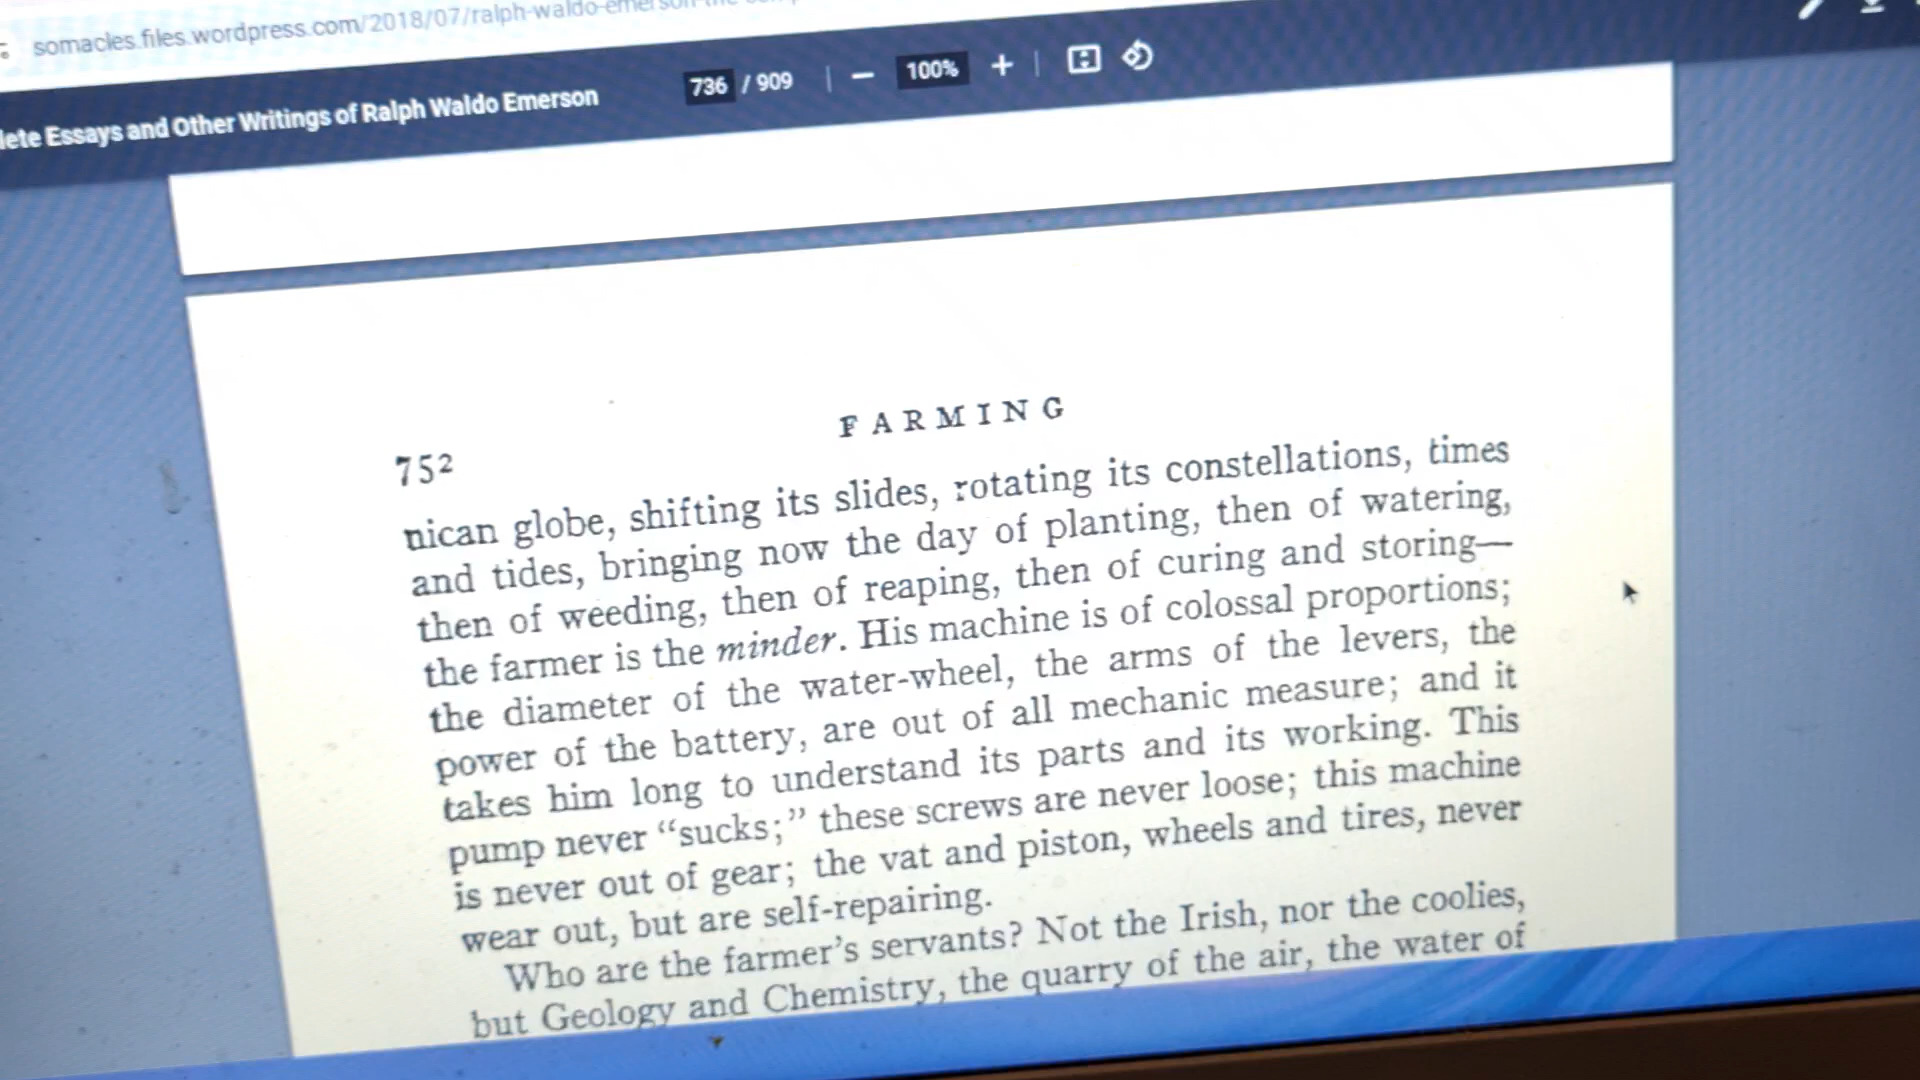 somacles.files.wordpress.com/2018/07/ralph-waldo-emerson-the-
lete Essays and Other Writings of Ralph Waldo Emerson 736 / 909 — 100% +
FARMING
752
nican globe, shifting its slides, rotating its constellations, times
and tides, bringing now the day of planting, then of watering,
then of weeding, then of reaping, then of curing and storing—
the farmer is the minder. His machine is of colossal proportions;
the diameter of the water-wheel, the arms of the levers, the
power of the battery, are out of all mechanic measure; and it
takes him long to understand its parts and its working. This
pump never “sucks;” these screws are never loose; this machine
is never out of gear; the vat and piston, wheels and tires, never
wear out, but are self-repairing.
Who are the farmer’s servants? Not the Irish, nor the coolies,
but Geology and Chemistry, the quarry of the air, the water of